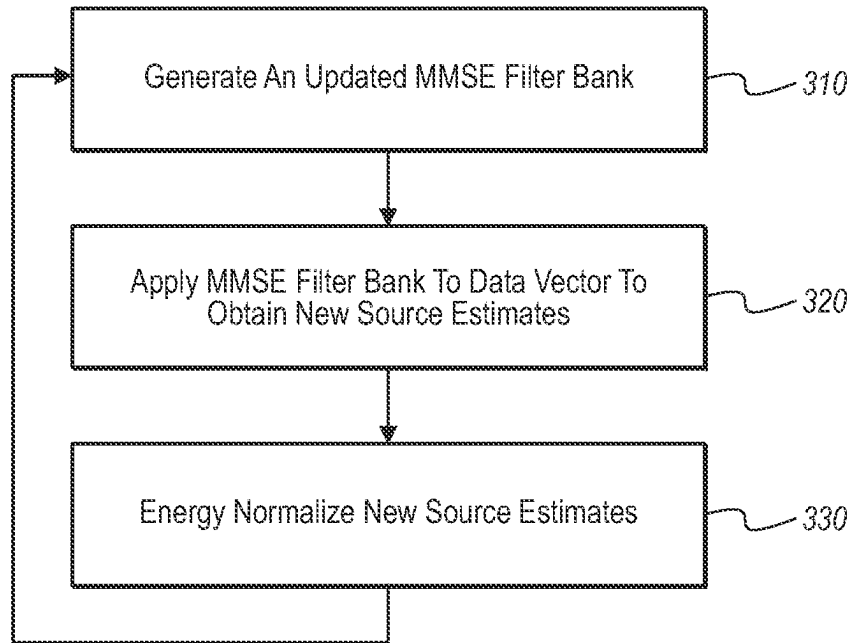 Generate An Updated MMSE Filter Bank
310
Apply MMSE Filter Bank To Data Vector To
Obtain New Source Estimates
320
Energy Normalize New Source Estimates
330